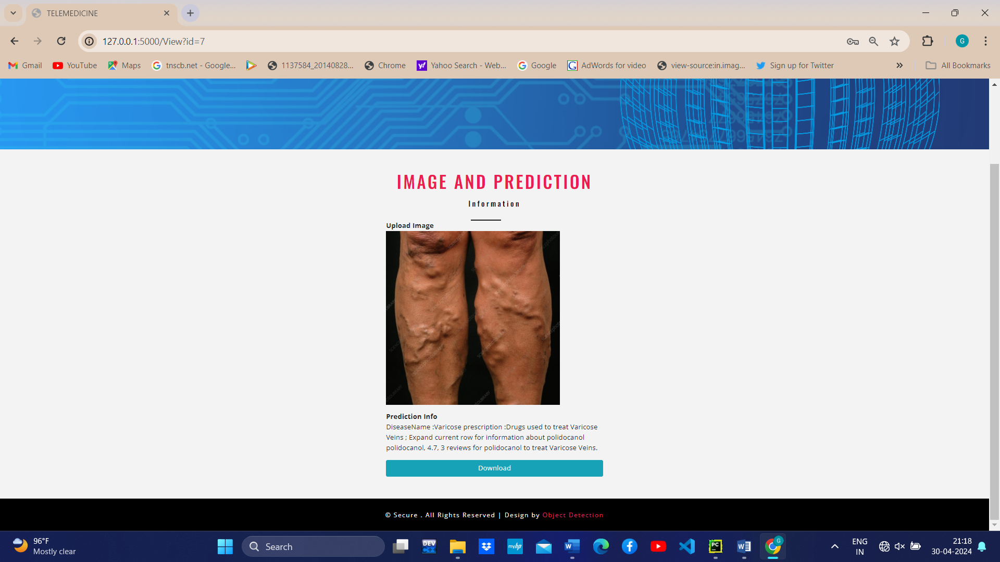 TELEMEDICINE
127.0.0.1:5000/View?id=7
G
Gmail
YouTube
Maps
tnscb.net - Google...
1137584_20140828...
Chrome
Yahoo Search - Web...
Google
AdWords for video
view-source:in.imag...
Sign up for Twitter
All Bookmarks
IMAGE AND PREDICTION
Information
Upload Image
Prediction Info
DiseaseName :Varicose prescription :Drugs used to treat Varicose
Veins ; Expand current row for information about polidocanol
polidocanol, 4.7, 3 reviews for polidocanol to treat Varicose Veins.
Download
© Secure . All Rights Reserved | Design by Object Detection
96°F
Mostly clear
Search
DEV
C++
myhp
PC
G
ENG
IN
21:18
30-04-2024